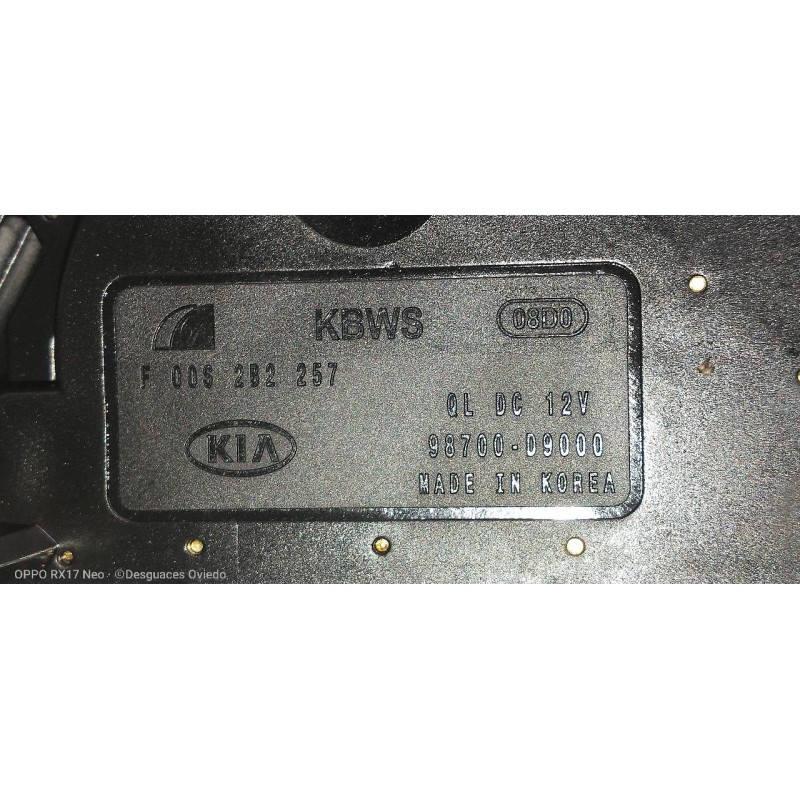 KBWS 08D0
F 006 2B2 257
QL DC 12V
KIA 98700-D9000
MADE IN KOREA
OPPO RX17 Neo · ©Desguaces Oviedo